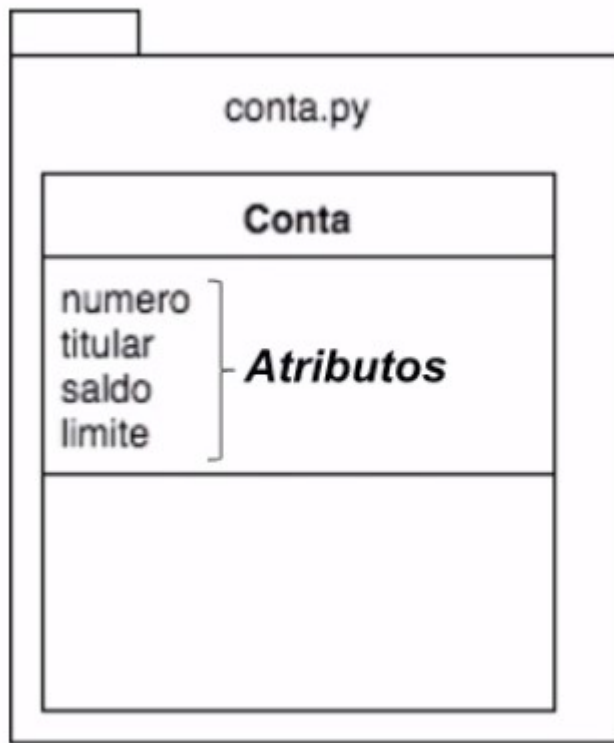 conta.py
Conta
numero
titular
saldo
limite
Atributos